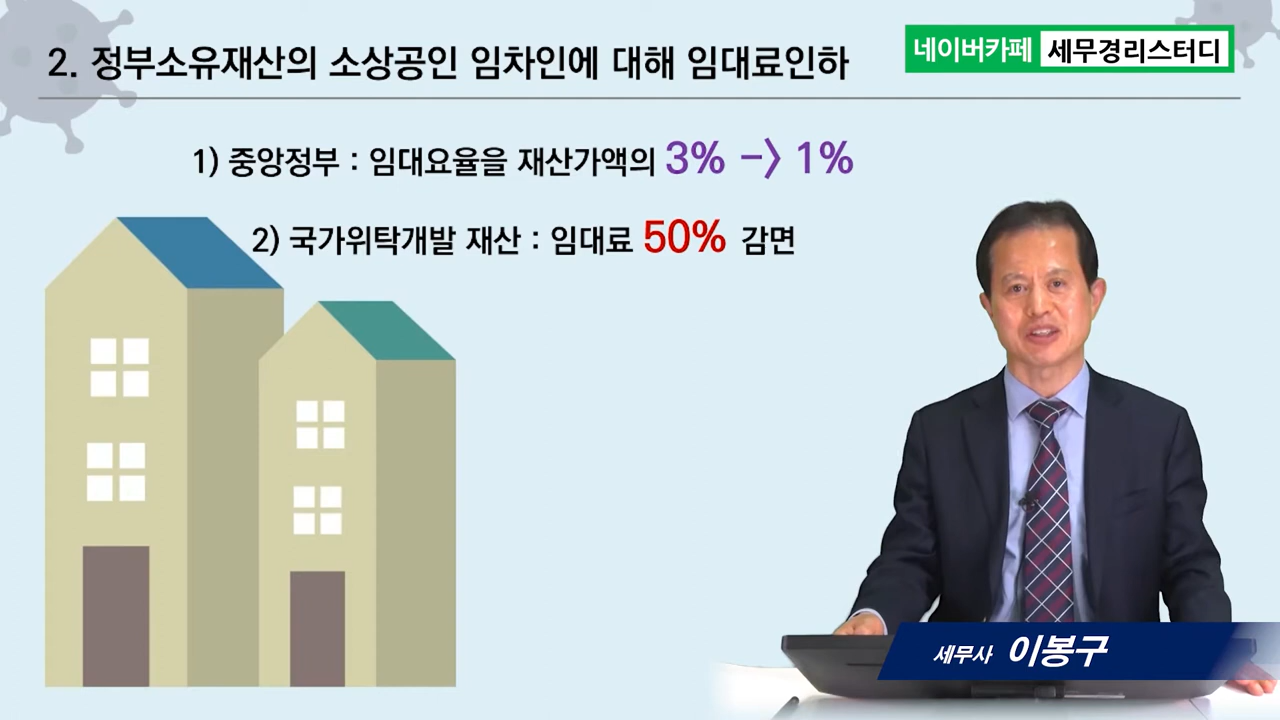 2. 정부소유재산의 소상공인 임차인에 대해 임대료인하
네이버카페 세무경리스터디
1) 중앙정부 : 임대요율을 재산가액의 3% -> 1%
2) 국가위탁개발 재산 : 임대료 50% 감면
세무사 이봉구